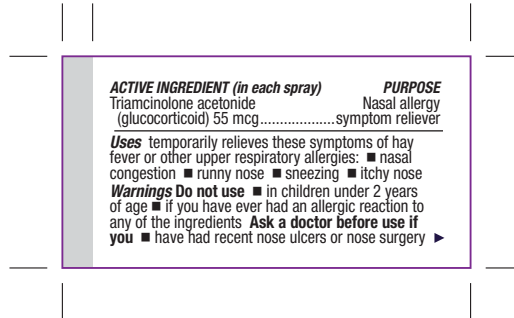 ACTIVE INGREDIENT (in each spray) PURPOSE
Triamcinolone acetonide Nasal allergy
(glucocorticoid) 55 mcg...................symptom reliever
Uses temporarily relieves these symptoms of hay
fever or other upper respiratory allergies: ■ nasal
congestion ■ runny nose ■ sneezing ■ itchy nose
Warnings Do not use ■ in children under 2 years
of age ■ if you have ever had an allergic reaction to
any of the ingredients Ask a doctor before use if
you ■ have had recent nose ulcers or nose surgery ►